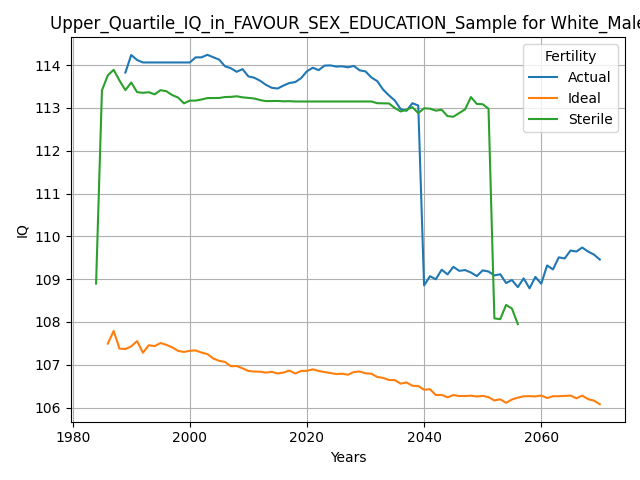 Upper_Quartile_IQ_in_FAVOUR_SEX_EDUCATION_Sample for White_Male
Fertility
Actual
Ideal
Sterile
IQ
114
113
112
111
110
109
108
107
106
1980
2000
2020
2040
2060
Years